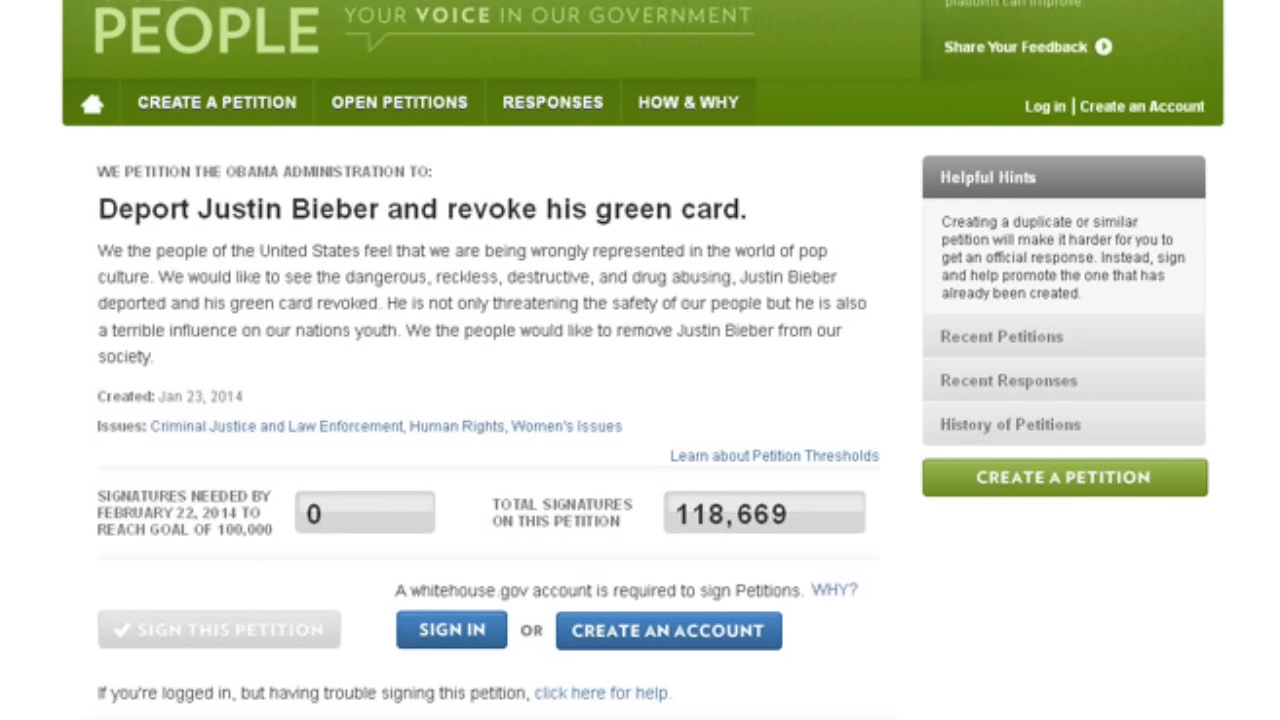 PEOPLE
YOUR VOICE IN OUR GOVERNMENT
platform can improve.
Share Your Feedback
CREATE A PETITION OPEN PETITIONS RESPONSES HOW & WHY
Log in | Create an Account
WE PETITION THE OBAMA ADMINISTRATION TO:
Deport Justin Bieber and revoke his green card.
We the people of the United States feel that we are being wrongly represented in the world of pop
culture. We would like to see the dangerous, reckless, destructive, and drug abusing, Justin Bieber
deported and his green card revoked. He is not only threatening the safety of our people but he is also
a terrible influence on our nations youth. We the people would like to remove Justin Bieber from our
society.
Created: Jan 23, 2014
Issues: Criminal Justice and Law Enforcement, Human Rights, Women's Issues
Learn about Petition Thresholds
SIGNATURES NEEDED BY
FEBRUARY 22, 2014 TO
REACH GOAL OF 100,000
0
TOTAL SIGNATURES
ON THIS PETITION
118,669
A whitehouse.gov account is required to sign Petitions. WHY?
SIGN THIS PETITION
SIGN IN OR CREATE AN ACCOUNT
If you're logged in, but having trouble signing this petition, click here for help.
Helpful Hints
Creating a duplicate or similar
petition will make it harder for you to
get an official response. Instead, sign
and help promote the one that has
already been created.
Recent Petitions
Recent Responses
History of Petitions
CREATE A PETITION